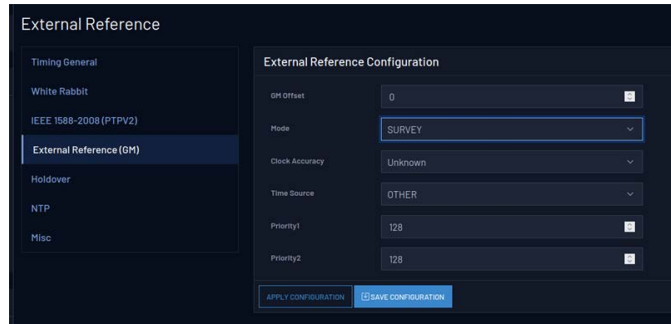 External Reference
Timing General
White Rabbit
IEEE 1588-2008 (PTPV2)
External Reference (GM)
Holdover
NTP
Misc
External Reference Configuration
GM Offset 0
Mode SURVEY
Clock Accuracy Unknown
Time Source OTHER
Priority1 128
Priority2 128
APPLY CONFIGURATION SAVE CONFIGURATION